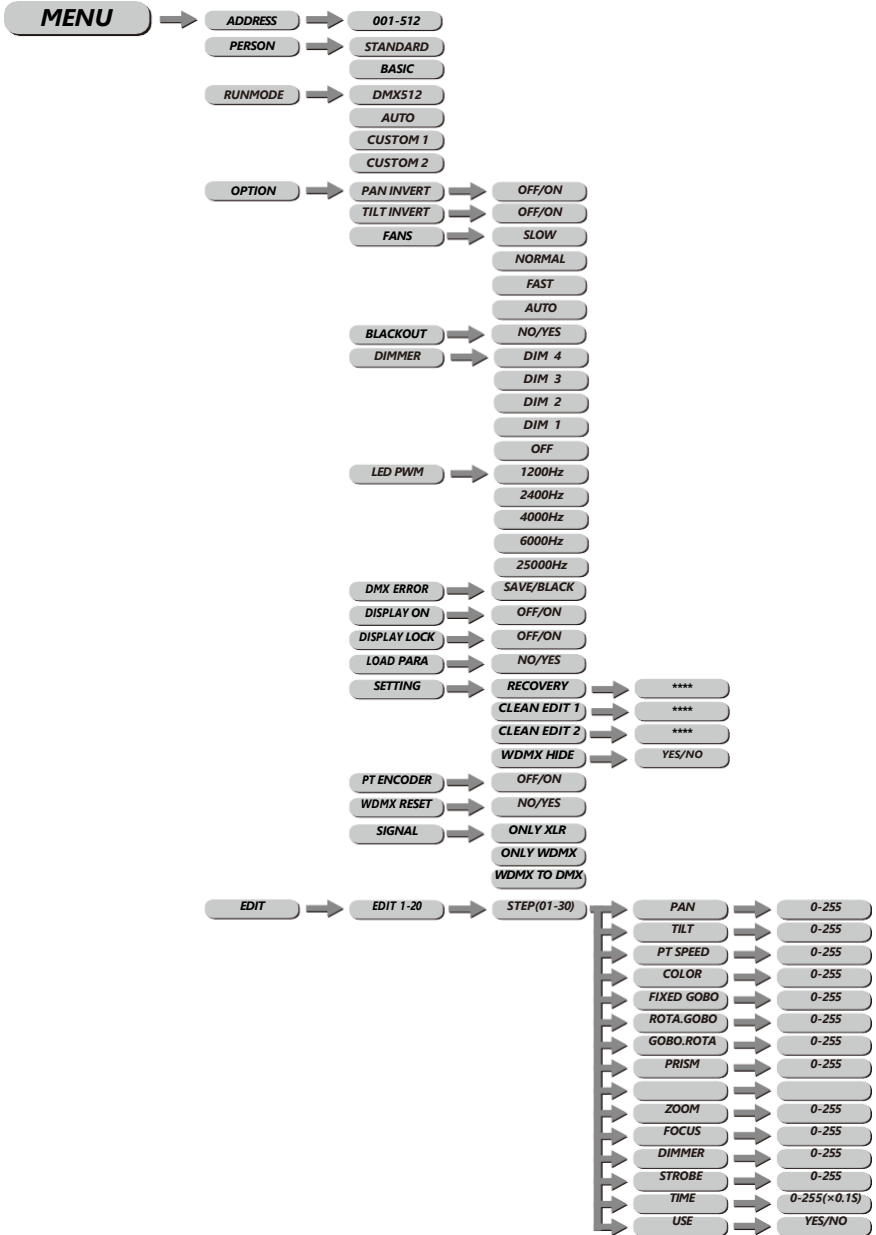 MENU ADDRESS 001-512
PERSON STANDARD
BASIC
RUNMODE DMX512
AUTO
CUSTOM 1
CUSTOM 2
OPTION PAN INVERT OFF/ON
TILT INVERT OFF/ON
FANS SLOW
NORMAL
FAST
AUTO
BLACKOUT NO/YES
DIMMER DIM 4
DIM 3
DIM 2
DIM 1
OFF
LED PWM 1200Hz
2400Hz
4000Hz
6000Hz
25000Hz
DMX ERROR SAVE/BLACK
DISPLAY ON OFF/ON
DISPLAY LOCK OFF/ON
LOAD PARA NO/YES
SETTING RECOVERY ****
CLEAN EDIT 1 ****
CLEAN EDIT 2 ****
WDMX HIDE YES/NO
PT ENCODER OFF/ON
WDMX RESET NO/YES
SIGNAL ONLY XLR
ONLY WDMX
WDMX TO DMX
EDIT EDIT 1-20 STEP(01-30) PAN 0-255
TILT 0-255
PT SPEED 0-255
COLOR 0-255
FIXED GOBO 0-255
ROTA.GOBO 0-255
GOBO.ROTA 0-255
PRISM 0-255
ZOOM 0-255
FOCUS 0-255
DIMMER 0-255
STROBE 0-255
TIME 0-255(×0.1S)
USE YES/NO